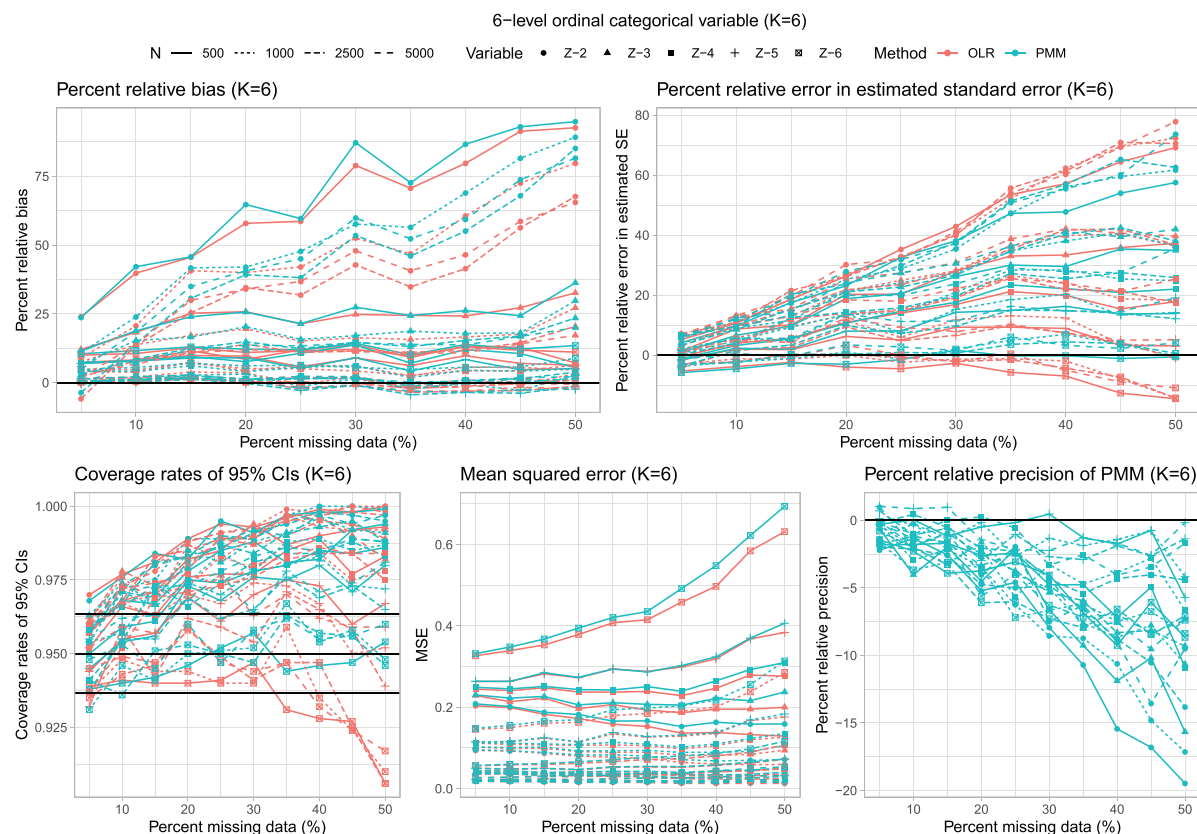 6−level ordinal categorical variable (K=6)
N 500 1000 2500 5000 Variable Z−2 Z−3 Z−4 Z−5 Z−6 Method OLR PMM
Percent relative bias (K=6)
Percent relative bias
75
50
25
0
10 20 30 40 50
Percent missing data (%)
Percent relative error in estimated standard error (K=6)
Percent relative error in estimated SE
80
60
40
20
0
10 20 30 40 50
Percent missing data (%)
Coverage rates of 95% CIs (K=6)
Coverage rates of 95% CIs
1.000
0.975
0.950
0.925
10 20 30 40 50
Percent missing data (%)
Mean squared error (K=6)
MSE
0.6
0.4
0.2
0.0
10 20 30 40 50
Percent missing data (%)
Percent relative precision of PMM (K=6)
Percent relative precision
0
−5
−10
−15
−20
10 20 30 40 50
Percent missing data (%)